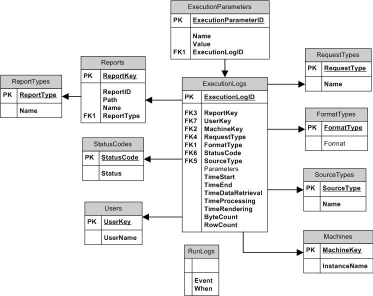 ExecutionParameters
PK ExecutionParameterID
Name
Value
FK1 ExecutionLogID
Reports
PK ReportKey
ReportID
Path
Name
FK1 ReportType
ReportTypes
PK ReportType
Name
ExecutionLogs
PK ExecutionLogID
FK3 ReportKey
FK7 UserKey
FK2 MachineKey
FK4 RequestType
FK1 FormatType
FK6 StatusCode
FK5 SourceType
Parameters
TimeStart
TimeEnd
TimeDataRetrieval
TimeProcessing
TimeRendering
ByteCount
RowCount
RequestTypes
PK RequestType
Name
FormatTypes
PK FormatType
Format
StatusCodes
PK StatusCode
Status
SourceTypes
PK SourceType
Name
Users
PK UserKey
UserName
Machines
PK MachineKey
InstanceName
RunLogs
Event
When